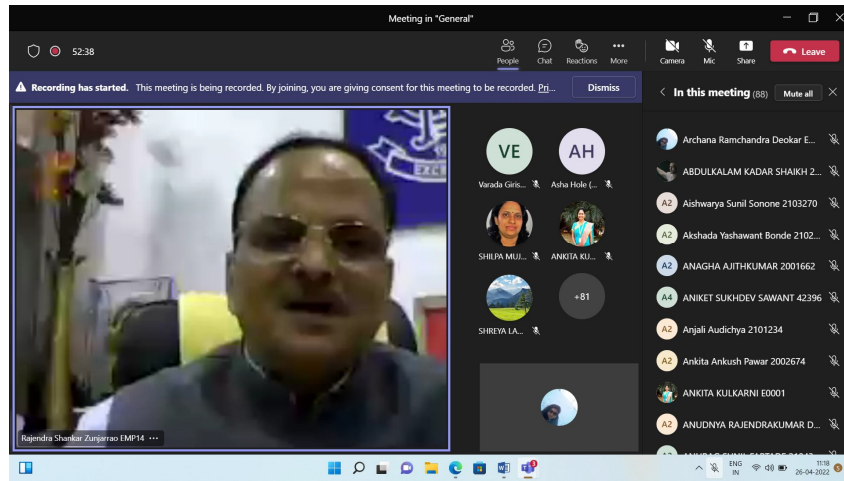 Meeting in "General"
52:38
People
Chat
Reactions
More
Camera
Mic
Share
Leave
Recording has started. This meeting is being recorded. By joining, you are giving consent for this meeting to be recorded. Pri...
Dismiss
In this meeting (88)
Mute all
VE
Varada Giris...
AH
Asha Hole (...
SHILPA MUJ...
ANKITA KU...
SHREYA LA...
+81
Rajendra Shankar Zunjarrao EMP14 •••
Archana Ramchandra Deokar E...
ABDULKALAM KADAR SHAIKH 2...
A2 Aishwarya Sunil Sonone 2103270
A2 Akshada Yashawant Bonde 2102...
A2 ANAGHA AJITHKUMAR 2001662
A4 ANIKET SUKHDEV SAWANT 42396
A2 Anjali Audichya 2101234
A2 Ankita Ankush Pawar 2002674
ANKITA KULKARNI E0001
A2 ANUDNYA RAJENDRAKUMAR D...
ENG
IN
11:18
26-04-2022